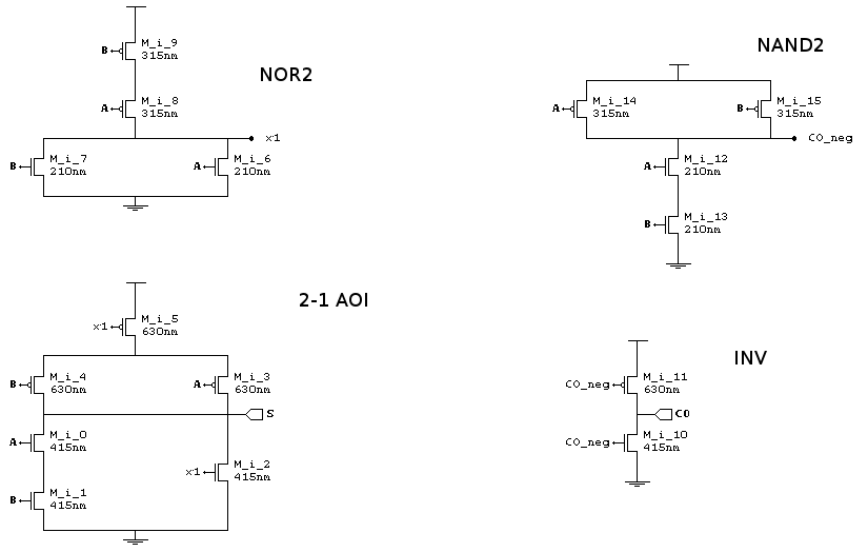 B
M_i_9
315nm
A
M_i_8
315nm
NOR2
x1
B
M_i_7
210nm
A
M_i_6
210nm
NAND2
A
M_i_14
315nm
B
M_i_15
315nm
CO_neg
A
M_i_12
210nm
B
M_i_13
210nm
2-1 AOI
x1
M_i_5
630nm
B
M_i_4
630nm
A
M_i_3
630nm
S
A
M_i_0
415nm
x1
M_i_2
415nm
B
M_i_1
415nm
INV
CO_neg
M_i_11
630nm
CO
CO_neg
M_i_10
415nm